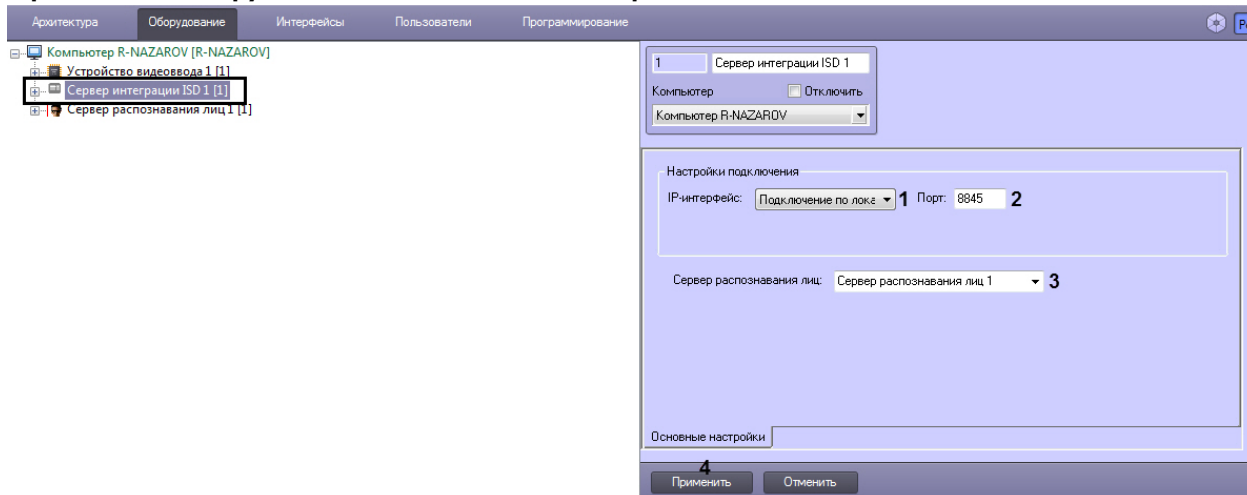 Архитектура Оборудование Интерфейсы Пользователи Программирование
Компьютер R-NAZAROV [R-NAZAROV]
Устройство видеоввода 1 [1]
Сервер интеграции ISD 1 [1]
Сервер распознавания лиц 1 [1]
1 Сервер интеграции ISD 1
Компьютер Отключить
Компьютер R-NAZAROV
Настройки подключения
IP-интерфейс: Подключение по лока 1 Порт: 8845 2
Сервер распознавания лиц: Сервер распознавания лиц 1 3
Основные настройки
4
Применить Отменить